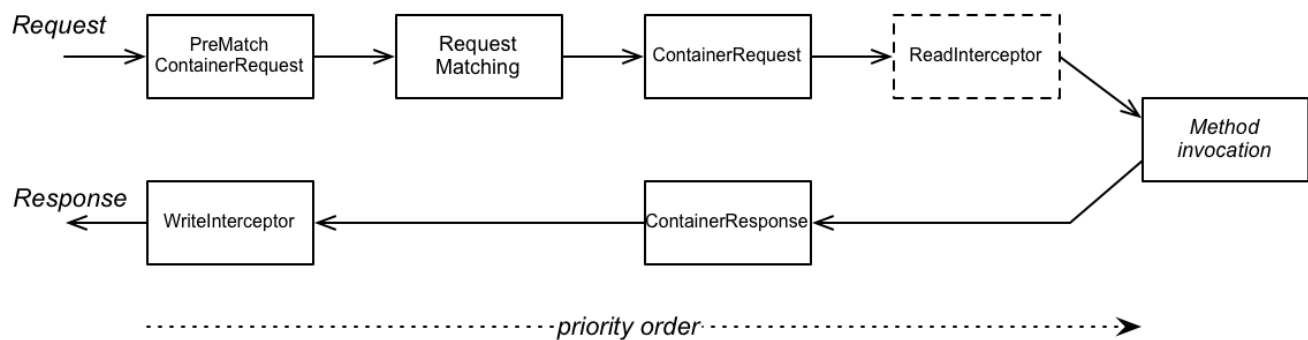 Request
PreMatch
ContainerRequest
Request
Matching
ContainerRequest
ReadInterceptor
Method
invocation
Response
WriteInterceptor
ContainerResponse
priority order